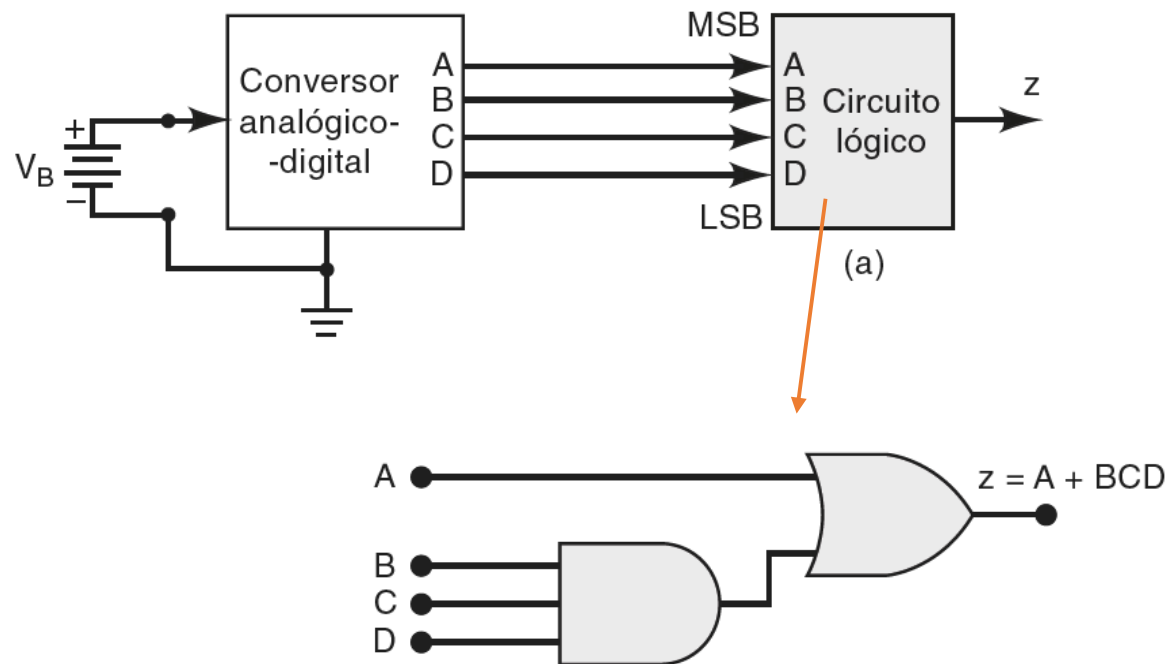 MSB
Conversor
analógico-
-digital
A
B
C
D
A
B
C
D
Circuito
lógico
z
+
V_B
−
LSB
(a)
A
z = A + BCD
B
C
D